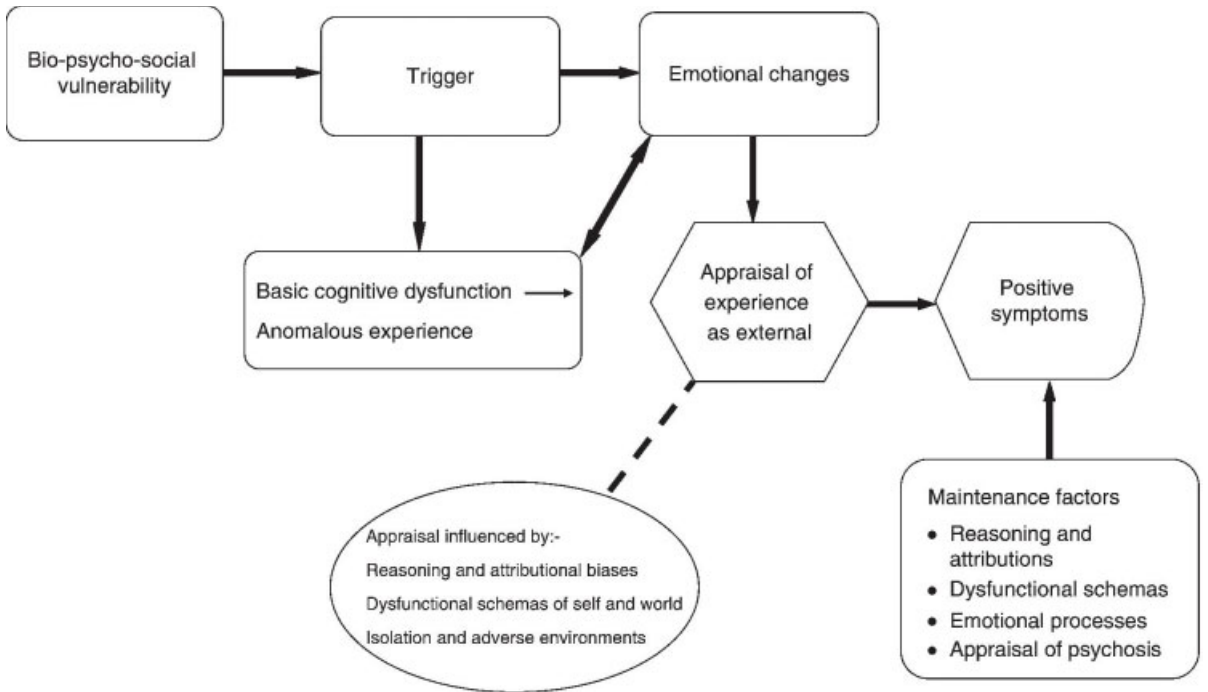 Bio-psycho-social
vulnerability
Trigger
Emotional changes
Basic cognitive dysfunction
Anomalous experience
Appraisal of
experience
as external
Positive
symptoms
Appraisal influenced by:-
Reasoning and attributional biases
Dysfunctional schemas of self and world
Isolation and adverse environments
Maintenance factors
• Reasoning and
attributions
• Dysfunctional schemas
• Emotional processes
• Appraisal of psychosis